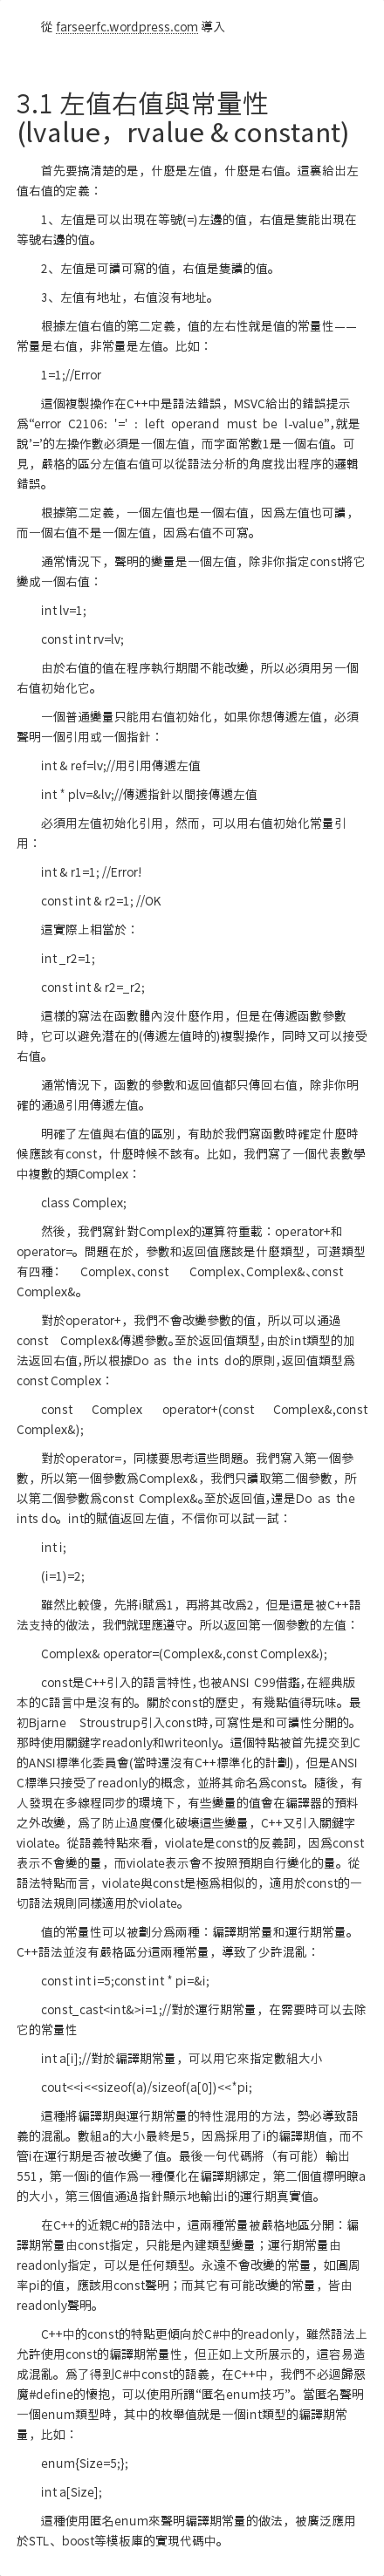 從 farseerfc.wordpress.com 導入
3.1 左值右值與常量性
(lvalue，rvalue & constant)
首先要搞清楚的是，什麼是左值，什麼是右值。這裏給出左
值右值的定義：
1、左值是可以出現在等號(=)左邊的值，右值是隻能出現在
等號右邊的值。
2、左值是可讀可寫的值，右值是隻讀的值。
3、左值有地址，右值沒有地址。
根據左值右值的第二定義，值的左右性就是值的常量性——
常量是右值，非常量是左值。比如：
1=1;//Error
這個複製操作在C++中是語法錯誤，MSVC給出的錯誤提示
爲“error C2106: '=' : left operand must be l-value”，就是
說’=’的左操作數必須是一個左值，而字面常數1是一個右值。可
見，嚴格的區分左值右值可以從語法分析的角度找出程序的邏輯
錯誤。
根據第二定義，一個左值也是一個右值，因爲左值也可讀，
而一個右值不是一個左值，因爲右值不可寫。
通常情況下，聲明的變量是一個左值，除非你指定const將它
變成一個右值：
int lv=1;
const int rv=lv;
由於右值的值在程序執行期間不能改變，所以必須用另一個
右值初始化它。
一個普通變量只能用右值初始化，如果你想傳遞左值，必須
聲明一個引用或一個指針：
int & ref=lv;//用引用傳遞左值
int * plv=&lv;//傳遞指針以間接傳遞左值
必須用左值初始化引用，然而，可以用右值初始化常量引
用：
int & r1=1; //Error!
const int & r2=1; //OK
這實際上相當於：
int _r2=1;
const int & r2=_r2;
這樣的寫法在函數體內沒什麼作用，但是在傳遞函數參數
時，它可以避免潛在的(傳遞左值時的)複製操作，同時又可以接受
右值。
通常情況下，函數的參數和返回值都只傳回右值，除非你明
確的通過引用傳遞左值。
明確了左值與右值的區別，有助於我們寫函數時確定什麼時
候應該有const，什麼時候不該有。比如，我們寫了一個代表數學
中複數的類Complex：
class Complex;
然後，我們寫針對Complex的運算符重載：operator+和
operator=。問題在於，參數和返回值應該是什麼類型，可選類型
有四種： Complex、const Complex、Complex&、const
Complex&。
對於operator+，我們不會改變參數的值，所以可以通過
const Complex&傳遞參數。至於返回值類型，由於int類型的加
法返回右值，所以根據Do as the ints do的原則，返回值類型爲
const Complex：
const Complex operator+(const Complex&,const
Complex&);
對於operator=，同樣要思考這些問題。我們寫入第一個參
數，所以第一個參數爲Complex&，我們只讀取第二個參數，所
以第二個參數爲const Complex&。至於返回值，還是Do as the
ints do。int的賦值返回左值，不信你可以試一試：
int i;
(i=1)=2;
雖然比較傻，先將i賦爲1，再將其改爲2，但是這是被C++語
法支持的做法，我們就理應遵守。所以返回第一個參數的左值：
Complex& operator=(Complex&,const Complex&);
const是C++引入的語言特性，也被ANSI C99借鑑，在經典版
本的C語言中是沒有的。關於const的歷史，有幾點值得玩味。最
初Bjarne Stroustrup引入const時，可寫性是和可讀性分開的。
那時使用關鍵字readonly和writeonly。這個特點被首先提交到C
的ANSI標準化委員會(當時還沒有C++標準化的計劃)，但是ANSI
C標準只接受了readonly的概念，並將其命名爲const。隨後，有
人發現在多線程同步的環境下，有些變量的值會在編譯器的預料
之外改變，爲了防止過度優化破壞這些變量，C++又引入關鍵字
violate。從語義特點來看，violate是const的反義詞，因爲const
表示不會變的量，而violate表示會不按照預期自行變化的量。從
語法特點而言，violate與const是極爲相似的，適用於const的一
切語法規則同樣適用於violate。
值的常量性可以被劃分爲兩種：編譯期常量和運行期常量。
C++語法並沒有嚴格區分這兩種常量，導致了少許混亂：
const int i=5;const int * pi=&i;
const_cast<int&>i=1;//對於運行期常量，在需要時可以去除
它的常量性
int a[i];//對於編譯期常量，可以用它來指定數組大小
cout<<i<<sizeof(a)/sizeof(a[0])<<*pi;
這種將編譯期與運行期常量的特性混用的方法，勢必導致語
義的混亂。數組a的大小最終是5，因爲採用了i的編譯期值，而不
管i在運行期是否被改變了值。最後一句代碼將（有可能）輸出
551，第一個i的值作爲一種優化在編譯期綁定，第二個值標明瞭a
的大小，第三個值通過指針顯示地輸出i的運行期真實值。
在C++的近親C#的語法中，這兩種常量被嚴格地區分開：編
譯期常量由const指定，只能是內建類型變量；運行期常量由
readonly指定，可以是任何類型。永遠不會改變的常量，如圓周
率pi的值，應該用const聲明；而其它有可能改變的常量，皆由
readonly聲明。
C++中的const的特點更傾向於C#中的readonly，雖然語法上
允許使用const的編譯期常量性，但正如上文所展示的，這容易造
成混亂。爲了得到C#中const的語義，在C++中，我們不必迴歸惡
魔#define的懷抱，可以使用所謂“匿名enum技巧”。當匿名聲明
一個enum類型時，其中的枚舉值就是一個int類型的編譯期常
量，比如：
enum{Size=5;};
int a[Size];
這種使用匿名enum來聲明編譯期常量的做法，被廣泛應用
於STL、boost等模板庫的實現代碼中。